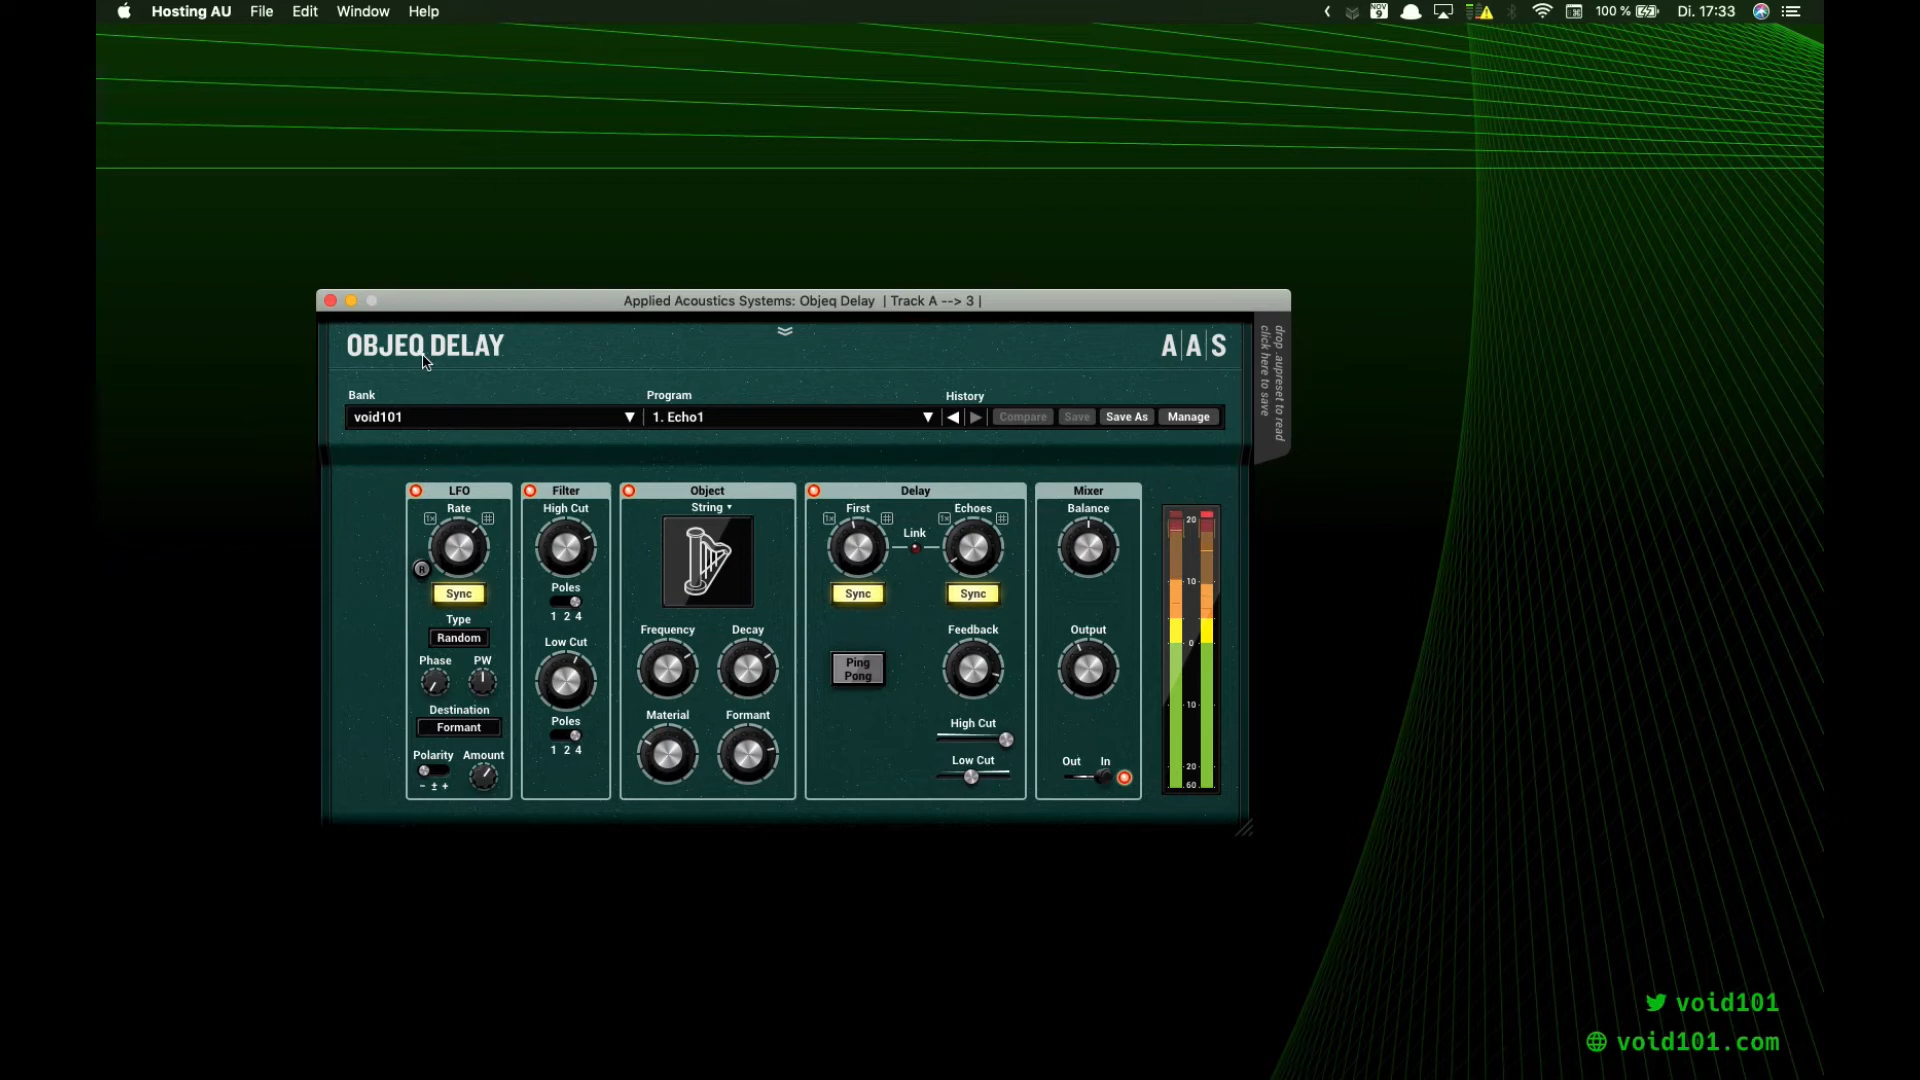 Hosting AU File Edit Window Help
NOV 9 100 % Di. 17:33
Applied Acoustics Systems: Objeq Delay | Track A --> 3 |
OBJEQ DELAY
A|A|S
drop .aupreset to read
click here to save
Bank Program History
void101 1. Echo1 Compare Save Save As Manage
LFO
Rate
1x
R
Sync
Type
Random
Phase PW
Destination
Formant
Polarity Amount
- ± +
Filter
High Cut
Poles
1 2 4
Low Cut
Poles
1 2 4
Object
String
Frequency Decay
Material Formant
Delay
First Echoes
1x 1x
Link
Sync Sync
Ping Pong
Feedback
High Cut
Low Cut
Mixer
Balance
Output
Out In
20
10
0
10
20
60
void101
void101.com